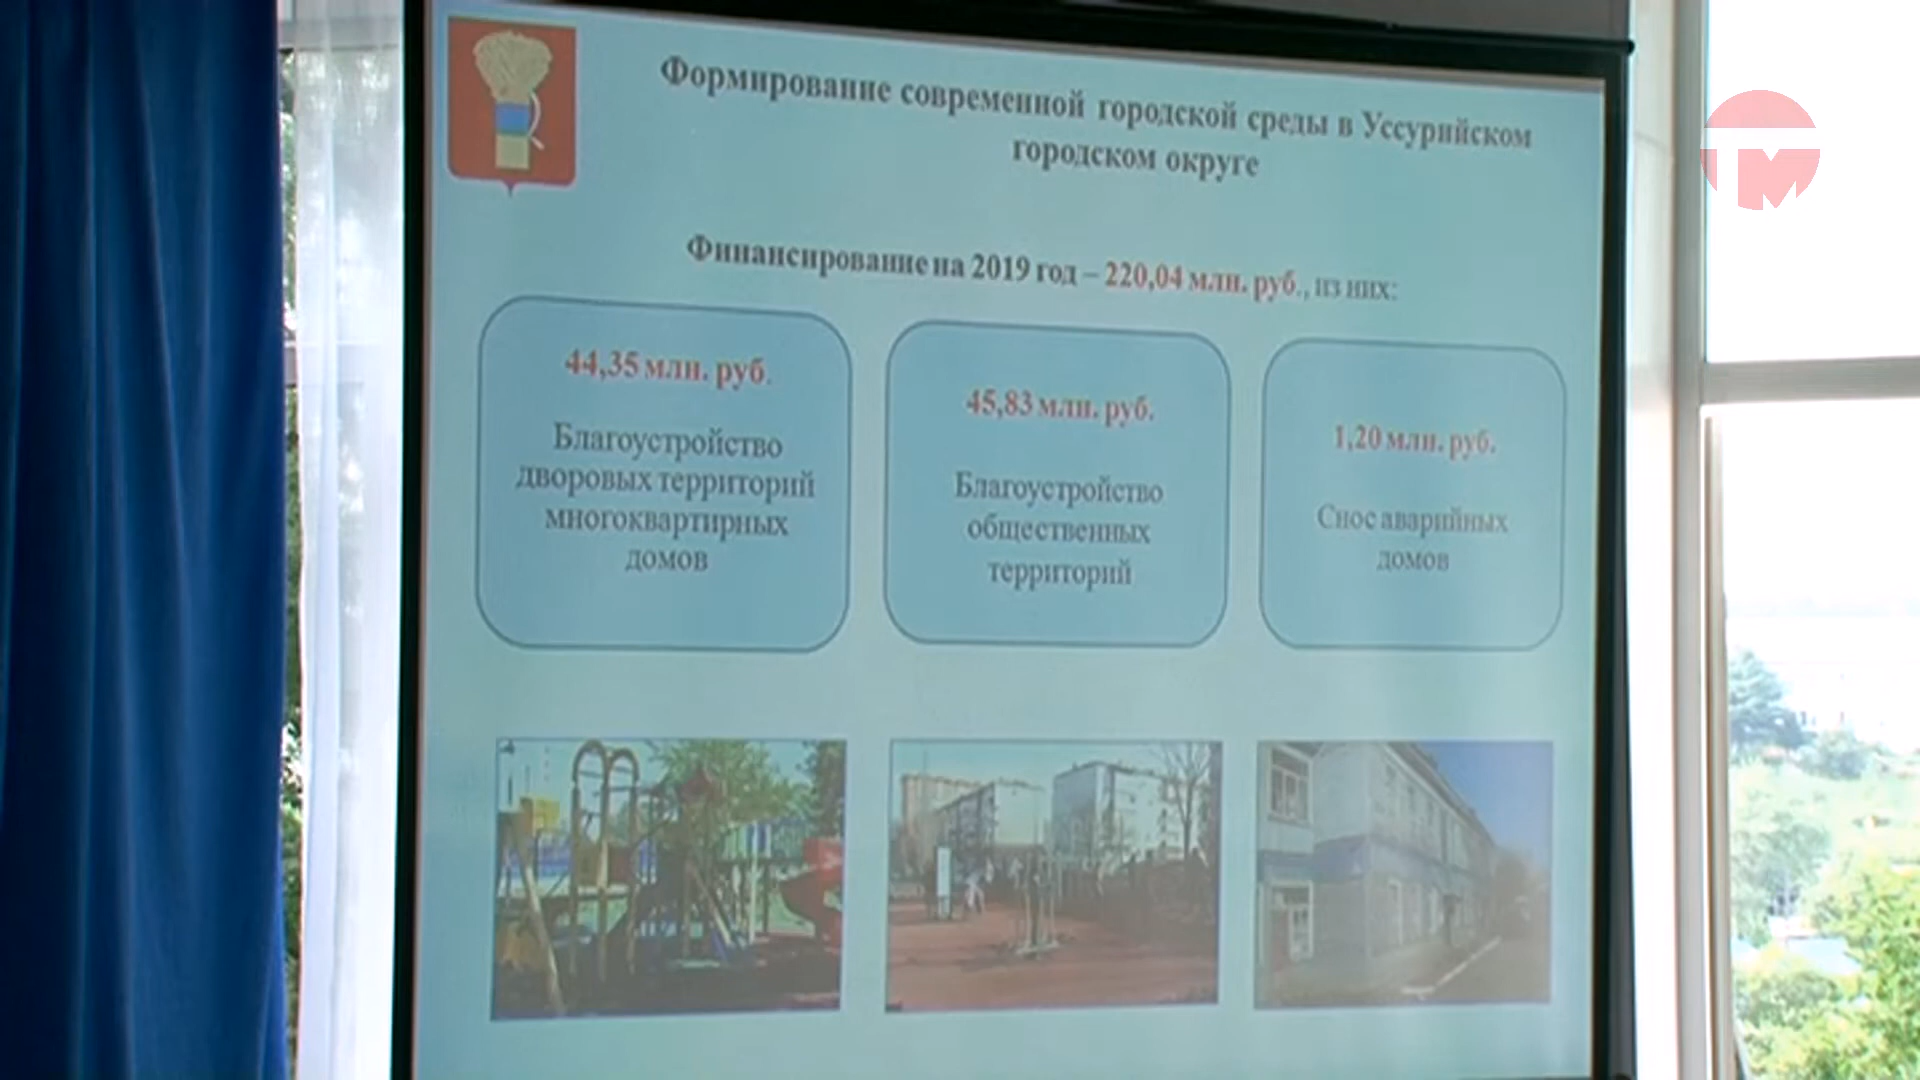 Формирование современной городской среды в Уссурийском
городском округе
Финансирование на 2019 год – 220,04 млн. руб., из них:
44,35 млн. руб.
Благоустройство
дворовых территорий
многоквартирных
домов
45,83 млн. руб.
Благоустройство
общественных
территорий
1,20 млн. руб.
Снос аварийных
домов
ТМ